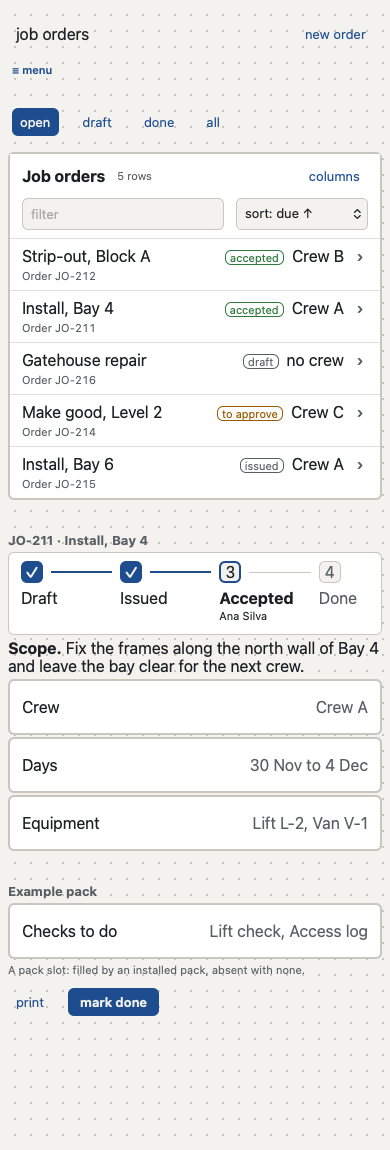 job orders
new order
≡ menu
open
draft
done
all
Job orders 5 rows
columns
filter
sort: due ↑
Strip-out, Block A
accepted
Crew B
Order JO-212
Install, Bay 4
accepted
Crew A
Order JO-211
Gatehouse repair
draft
no crew
Order JO-216
Make good, Level 2
to approve
Crew C
Order JO-214
Install, Bay 6
issued
Crew A
Order JO-215
JO-211 · Install, Bay 4
3
4
Draft
Issued
Accepted
Done
Ana Silva
Scope. Fix the frames along the north wall of Bay 4
and leave the bay clear for the next crew.
Crew
Crew A
Days
30 Nov to 4 Dec
Equipment
Lift L-2, Van V-1
Example pack
Checks to do
Lift check, Access log
A pack slot: filled by an installed pack, absent with none.
print
mark done